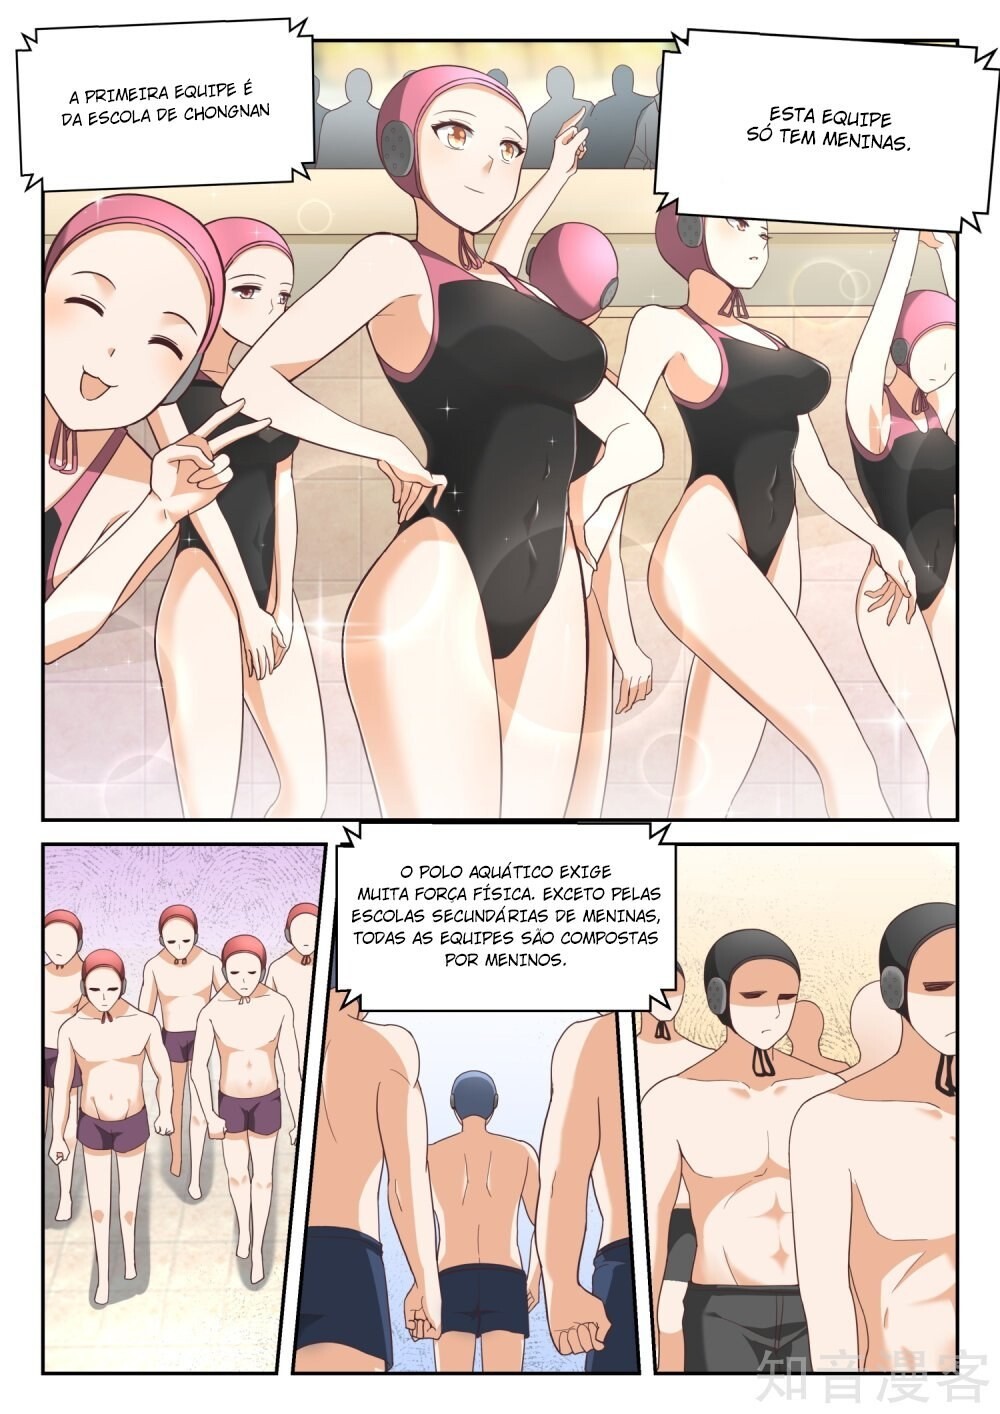 A PRIMEIRA EQUIPE É
DA ESCOLA DE CHONGNAN
ESTA EQUIPE
SÓ TEM MENINAS.
O POLO AQUÁTICO EXIGE
MUITA FORÇA FÍSICA. EXCETO PELAS
ESCOLAS SECUNDÁRIAS DE MENINAS,
TODAS AS EQUIPES SÃO COMPOSTAS
POR MENINOS.
知音漫客